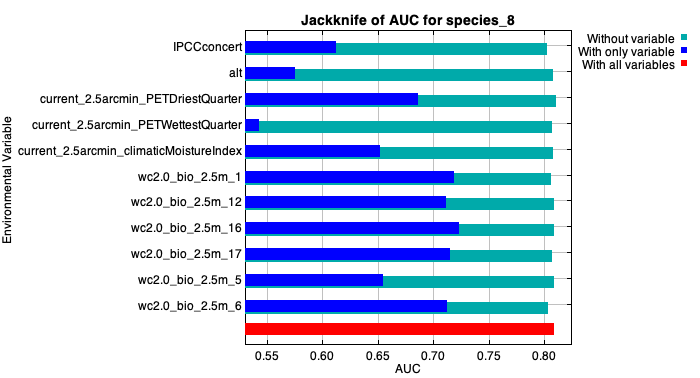 Jackknife of AUC for species_8
Without variable
With only variable
With all variables
Environmental Variable
IPCCconcert
alt
current_2.5arcmin_PETDriestQuarter
current_2.5arcmin_PETWettestQuarter
current_2.5arcmin_climaticMoistureIndex
wc2.0_bio_2.5m_1
wc2.0_bio_2.5m_12
wc2.0_bio_2.5m_16
wc2.0_bio_2.5m_17
wc2.0_bio_2.5m_5
wc2.0_bio_2.5m_6
0.55 0.60 0.65 0.70 0.75 0.80
AUC